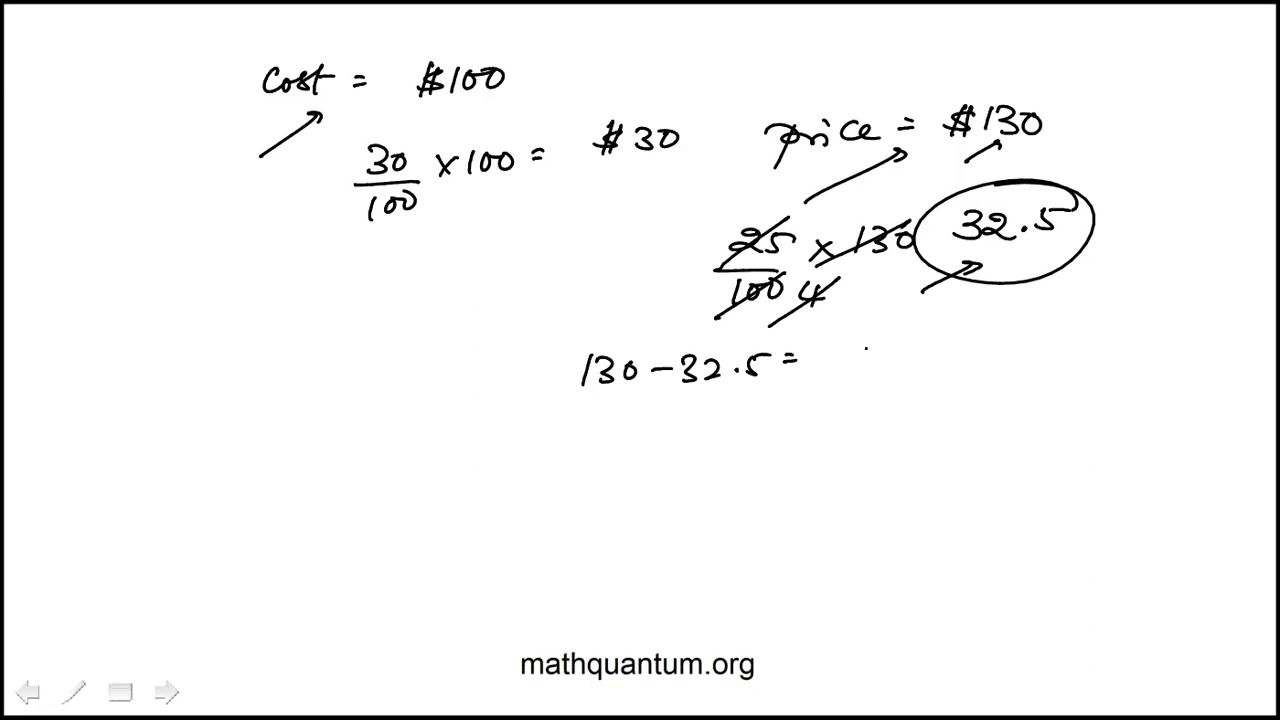 cost = $100
30/100 x 100 = $30
price = $130
25/100 4 x 130 32.5
130 - 32.5 =
mathquantum.org